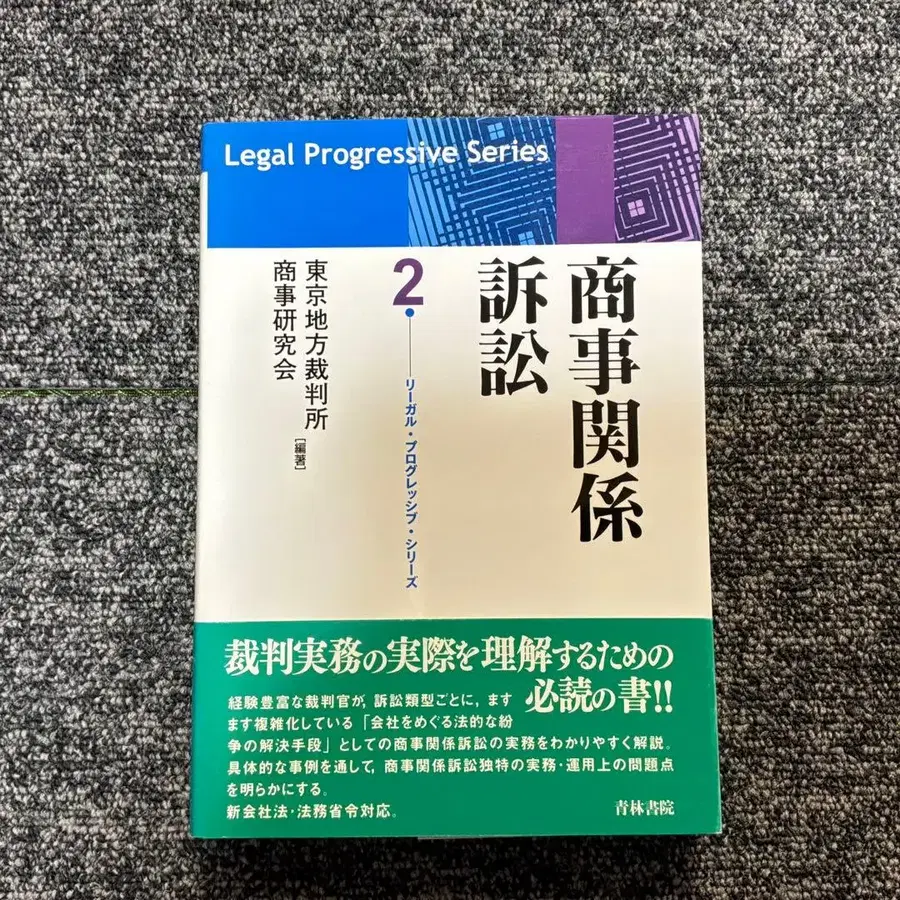 Legal Progressive Series
商事関係
訴訟
2
リーガル・プログレッシブ・シリーズ
東京地方裁判所
商事研究会
[編著]
裁判実務の実際を理解するための
必読の書!!
経験豊富な裁判官が,訴訟類型ごとに,ます
ます複雑化している「会社をめぐる法的な紛
争の解決手段」としての商事関係訴訟の実務をわかりやすく解説。
具体的な事例を通して,商事関係訴訟独特の実務・運用上の問題点
を明らかにする。
新会社法・法務省令対応。
青林書院